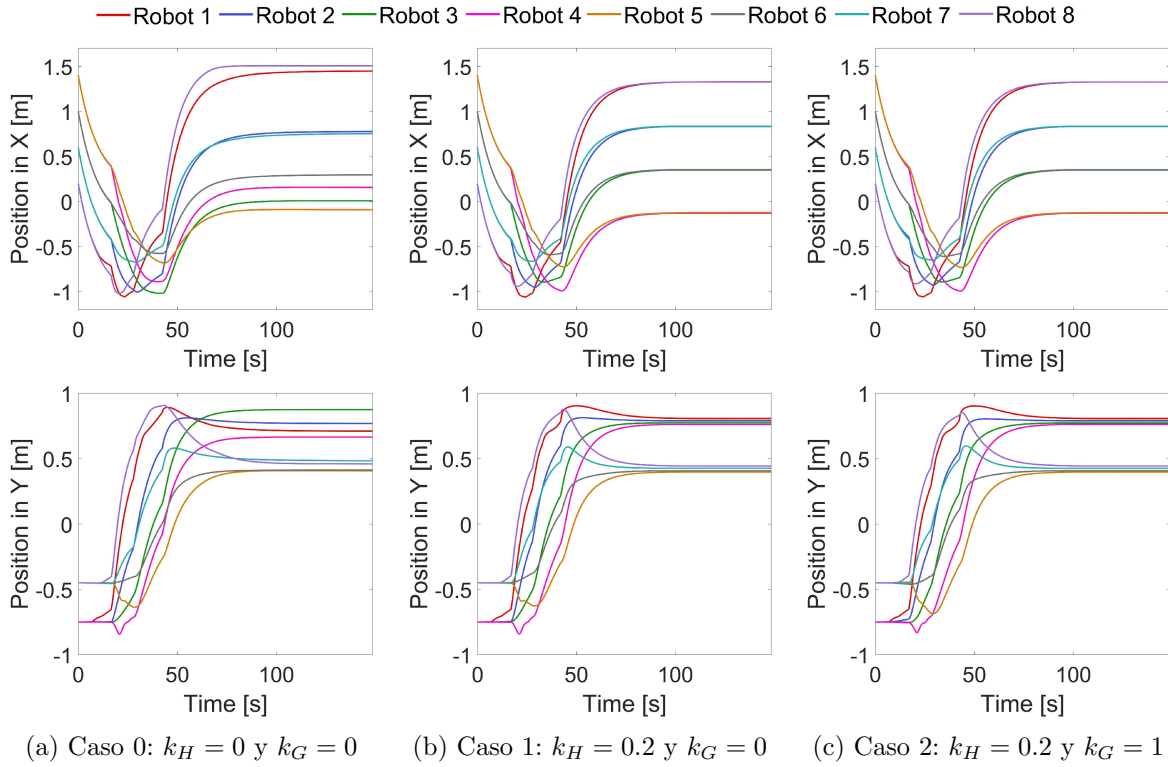 Robot 1 Robot 2 Robot 3 Robot 4 Robot 5 Robot 6 Robot 7 Robot 8
Position in X [m]
1.5
1
0.5
0
-0.5
-1
0 50 100
Time [s]
Position in X [m]
1.5
1
0.5
0
-0.5
-1
0 50 100
Time [s]
Position in X [m]
1.5
1
0.5
0
-0.5
-1
0 50 100
Time [s]
Position in Y [m]
1
0.5
0
-0.5
-1
0 50 100
Time [s]
Position in Y [m]
1
0.5
0
-0.5
-1
0 50 100
Time [s]
Position in Y [m]
1
0.5
0
-0.5
-1
0 50 100
Time [s]
(a) Caso 0: k_H = 0 y k_G = 0
(b) Caso 1: k_H = 0.2 y k_G = 0
(c) Caso 2: k_H = 0.2 y k_G = 1